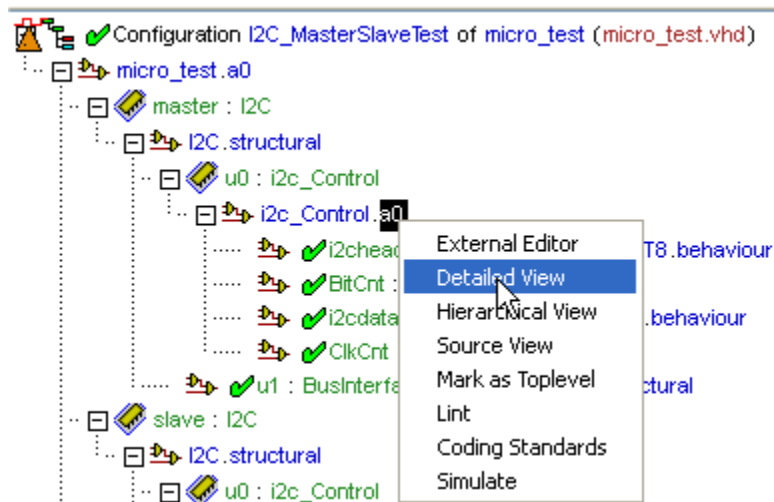 Configuration I2C_MasterSlaveTest of micro_test (micro_test.vhd)
micro_test.a0
master : I2C
I2C.structural
u0 : i2c_Control
i2c_Control.a0
External Editor
i2chead T8.behaviour
Detailed View
BitCnt :
Hierarchical View
i2cdata .behaviour
Source View
ClkCnt
Mark as Toplevel
u1 : BusInterfa ctural
Lint
slave : I2C
Coding Standards
I2C.structural
Simulate
u0 : i2c_Control